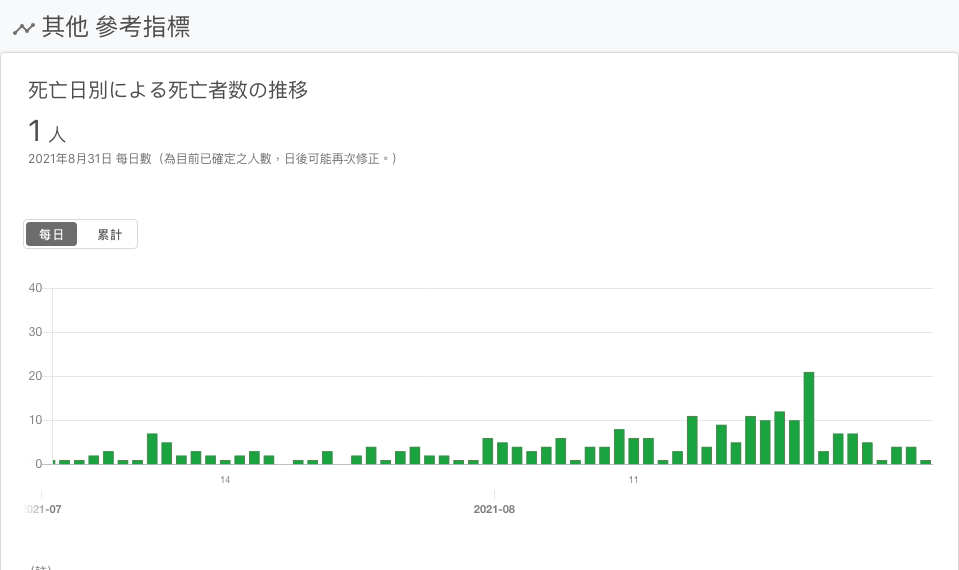 其他 參考指標
死亡日別による死亡者数の推移
1 人
2021年8月31日 每日數（為目前已確定之人數，日後可能再次修正。）
每日 累計
40
30
20
10
0
14 11
2021-07 2021-08